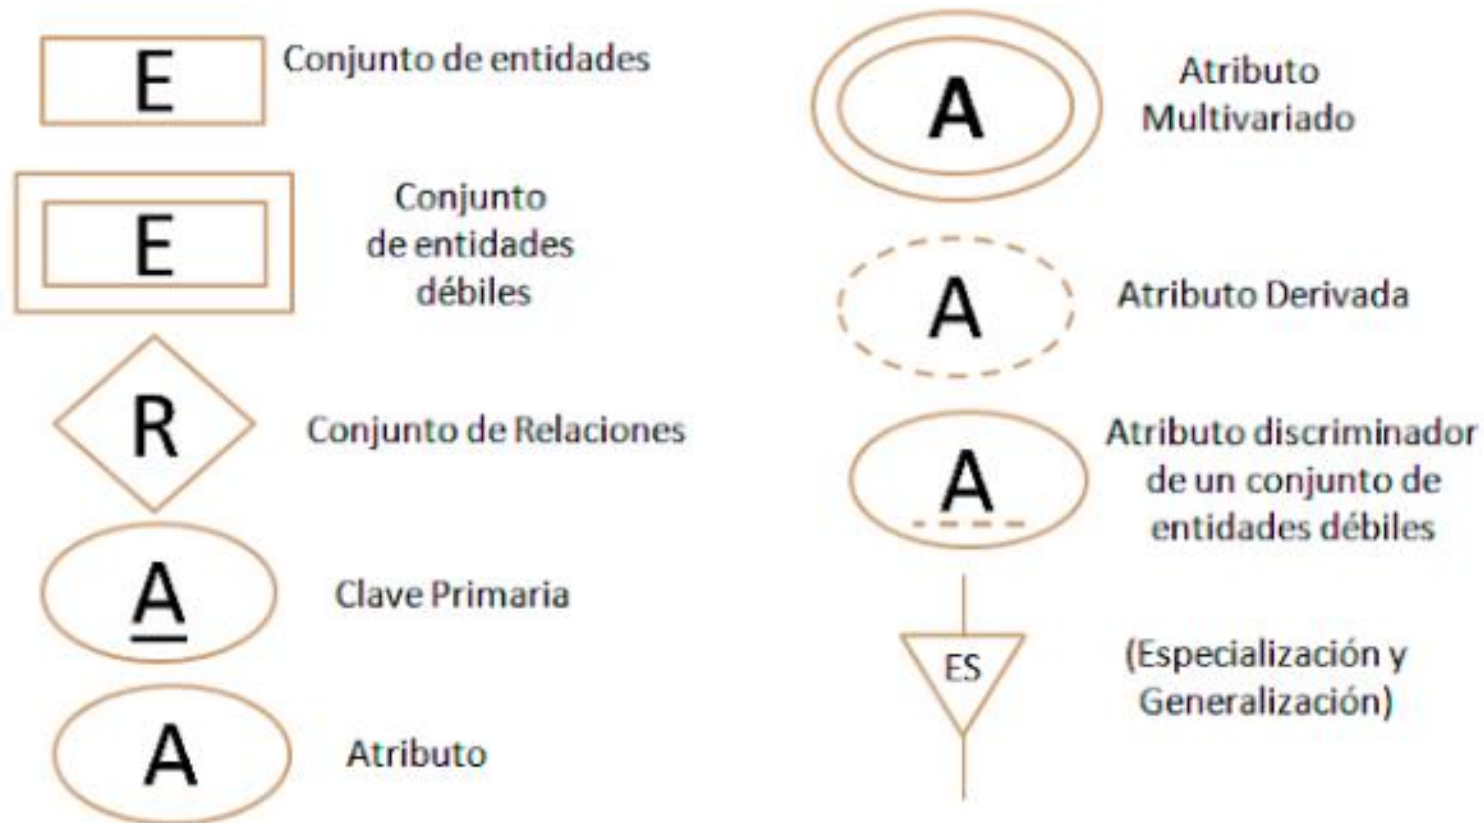 E
Conjunto de entidades
E
Conjunto
de entidades
débiles
R
Conjunto de Relaciones
A
Clave Primaria
A
Atributo
A
Atributo
Multivariado
A
Atributo Derivada
A
Atributo discriminador
de un conjunto de
entidades débiles
ES
(Especialización y
Generalización)